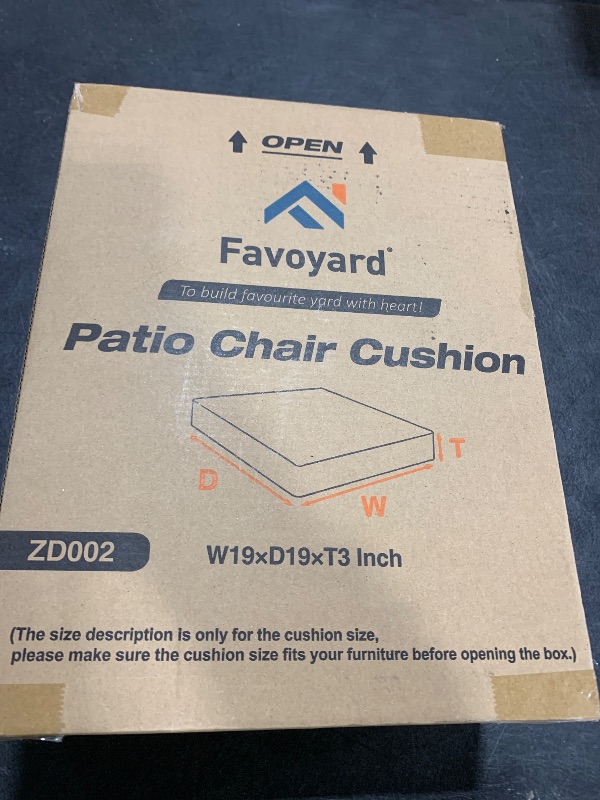 OPEN
Favoyard®
To build favourite yard with heart!
Patio Chair Cushion
T
D
W
ZD002
W19×D19×T3 Inch
(The size description is only for the cushion size,
please make sure the cushion size fits your furniture before opening the box.)